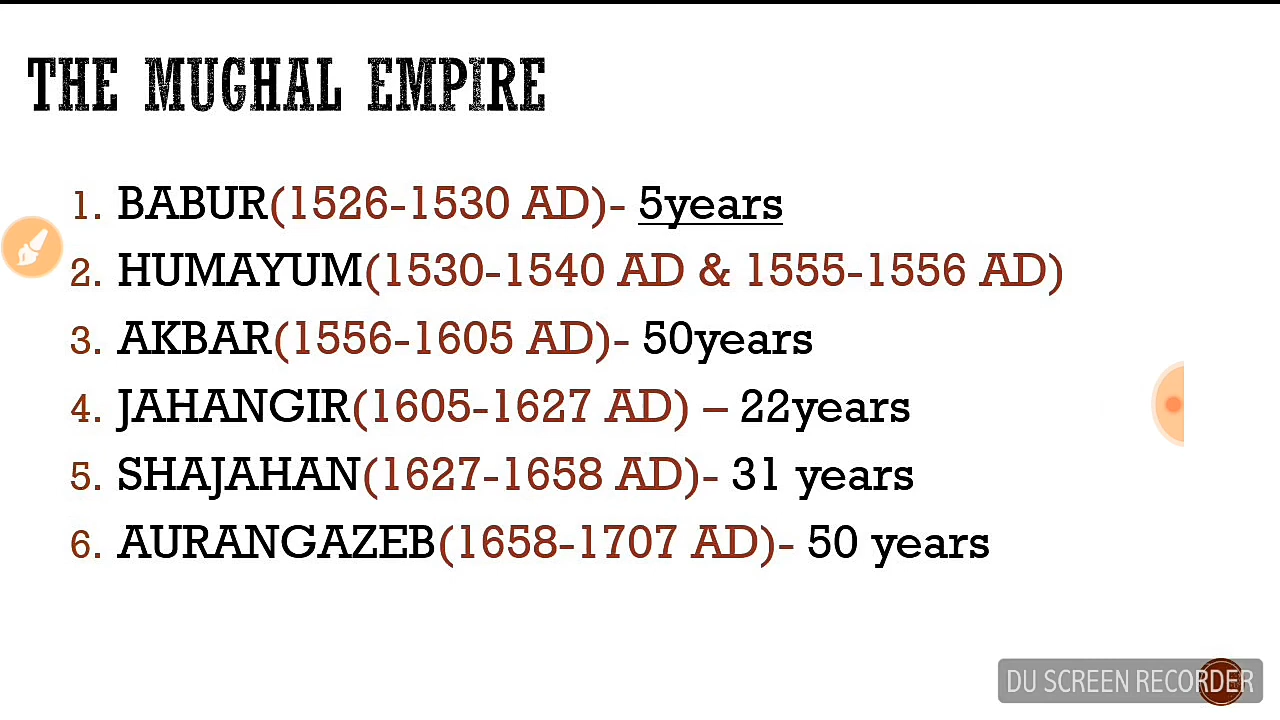 THE MUGHAL EMPIRE
1. BABUR(1526-1530 AD)- 5years
2. HUMAYUM(1530-1540 AD & 1555-1556 AD)
3. AKBAR(1556-1605 AD)- 50years
4. JAHANGIR(1605-1627 AD) – 22years
5. SHAJAHAN(1627-1658 AD)- 31 years
6. AURANGAZEB(1658-1707 AD)- 50 years
DU SCREEN RECORDER